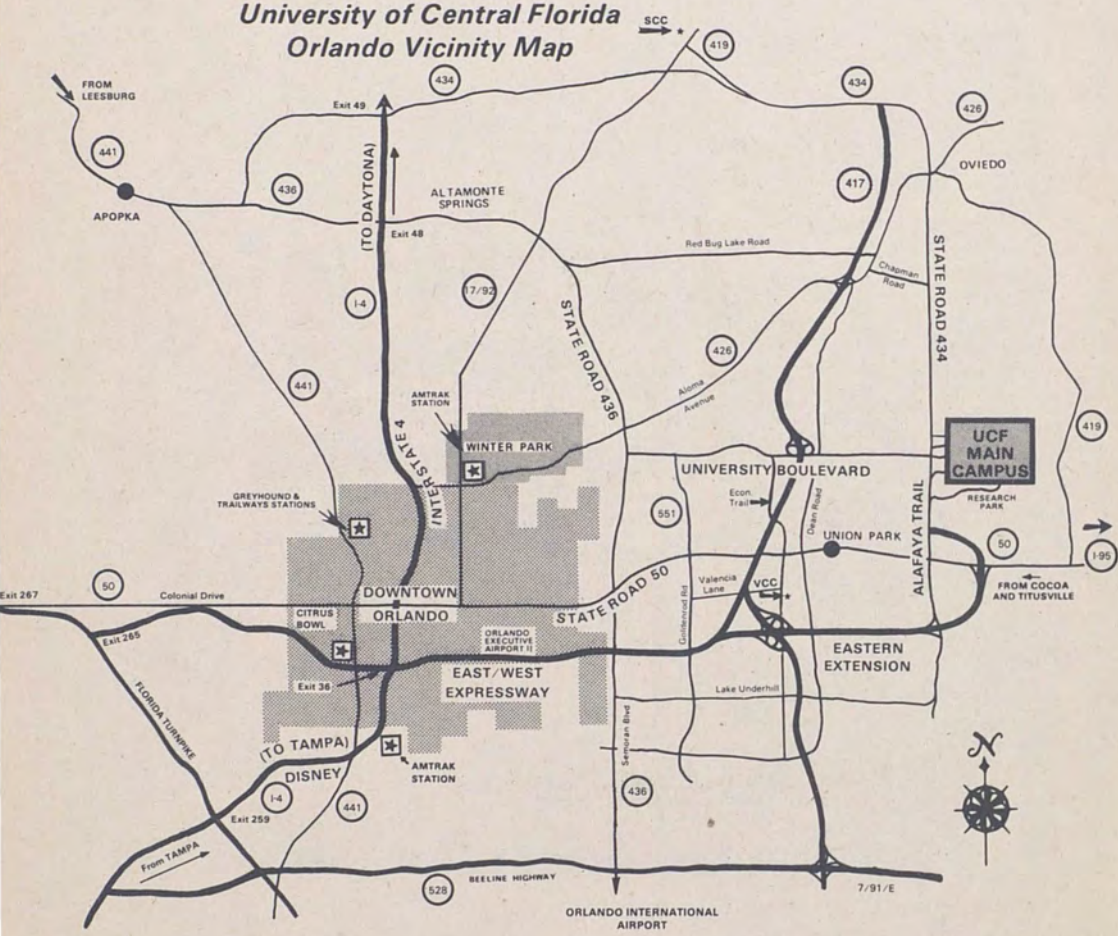 University of Central Florida
Orlando Vicinity Map
SCC
419
FROM
LEESBURG
434
434
Exit 49
426
441
(TO DAYTONA)
OVIEDO
436
ALTAMONTE
SPRINGS
417
APOPKA
Exit 48
Red Bug Lake Road
Chapman
Road
STATE ROAD 434
I-4
17/92
STATE ROAD 436
426
441
Aloma
Avenue
AMTRAK
STATION
INTERSTATE 4
WINTER PARK
419
UCF
MAIN
CAMPUS
UNIVERSITY BOULEVARD
GREYHOUND &
TRAILWAYS STATIONS
Econ.
Trail
Dean Road
RESEARCH
PARK
551
ALAFAYA TRAIL
UNION PARK
50
I-95
50
Valencia
Lane
VCC
FROM COCOA
AND TITUSVILLE
Exit 267
Colonial Drive
DOWNTOWN
ORLANDO
STATE ROAD 50
Goldenrod Rd
CITRUS
BOWL
Exit 265
ORLANDO
EXECUTIVE
AIRPORT II
EASTERN
EXTENSION
EAST/WEST
EXPRESSWAY
Exit 36
Lake Underhill
FLORIDA TURNPIKE
Semoran Blvd
(TO TAMPA)
DISNEY
AMTRAK
STATION
N
I-4
441
436
Exit 259
From TAMPA
528
BEELINE HIGHWAY
7/91/E
ORLANDO INTERNATIONAL
AIRPORT